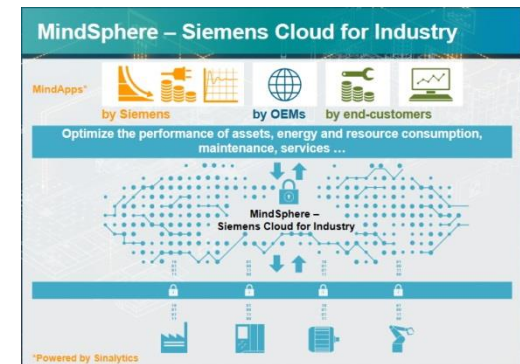 MindSphere – Siemens Cloud for Industry
MindApps*
by Siemens
by OEMs
by end-customers
Optimize the performance of assets, energy and resource consumption,
maintenance, services ...
MindSphere –
Siemens Cloud for Industry
*Powered by Sinalytics